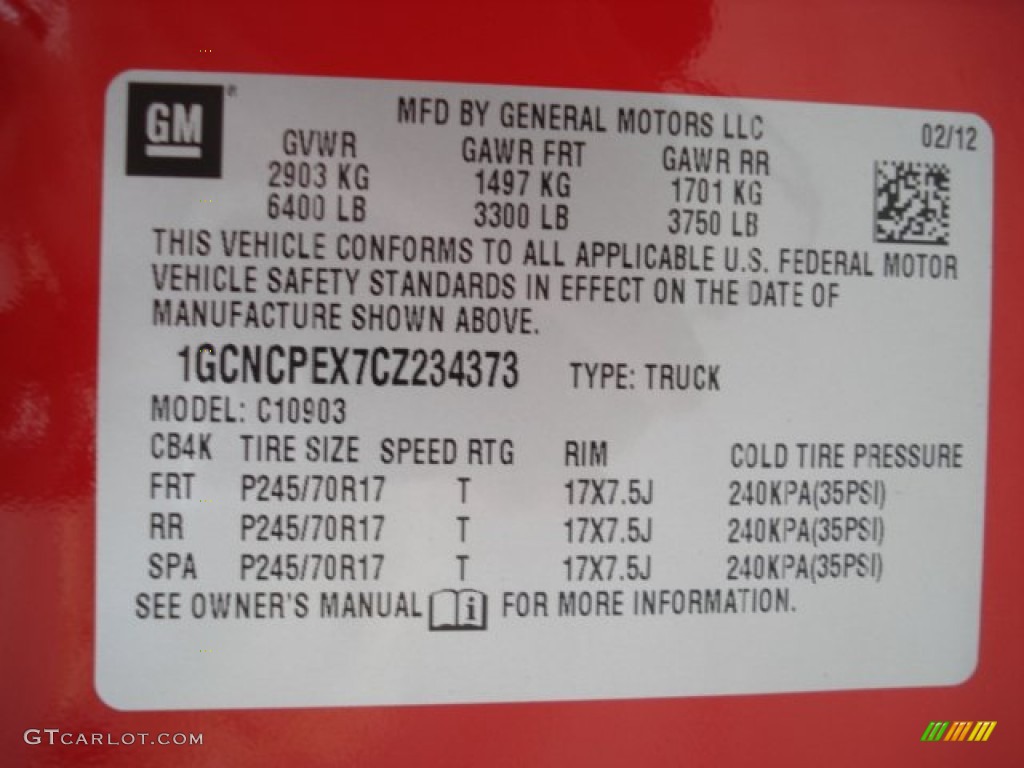 GM®
MFD BY GENERAL MOTORS LLC
02/12
GVWR GAWR FRT GAWR RR
2903 KG 1497 KG 1701 KG
6400 LB 3300 LB 3750 LB
THIS VEHICLE CONFORMS TO ALL APPLICABLE U.S. FEDERAL MOTOR
VEHICLE SAFETY STANDARDS IN EFFECT ON THE DATE OF
MANUFACTURE SHOWN ABOVE.
1GCNCPEX7CZ234373 TYPE: TRUCK
MODEL: C10903
CB4K TIRE SIZE SPEED RTG RIM COLD TIRE PRESSURE
FRT P245/70R17 T 17X7.5J 240KPA(35PSI)
RR P245/70R17 T 17X7.5J 240KPA(35PSI)
SPA P245/70R17 T 17X7.5J 240KPA(35PSI)
SEE OWNER'S MANUAL i FOR MORE INFORMATION.
GTCARLOT.COM